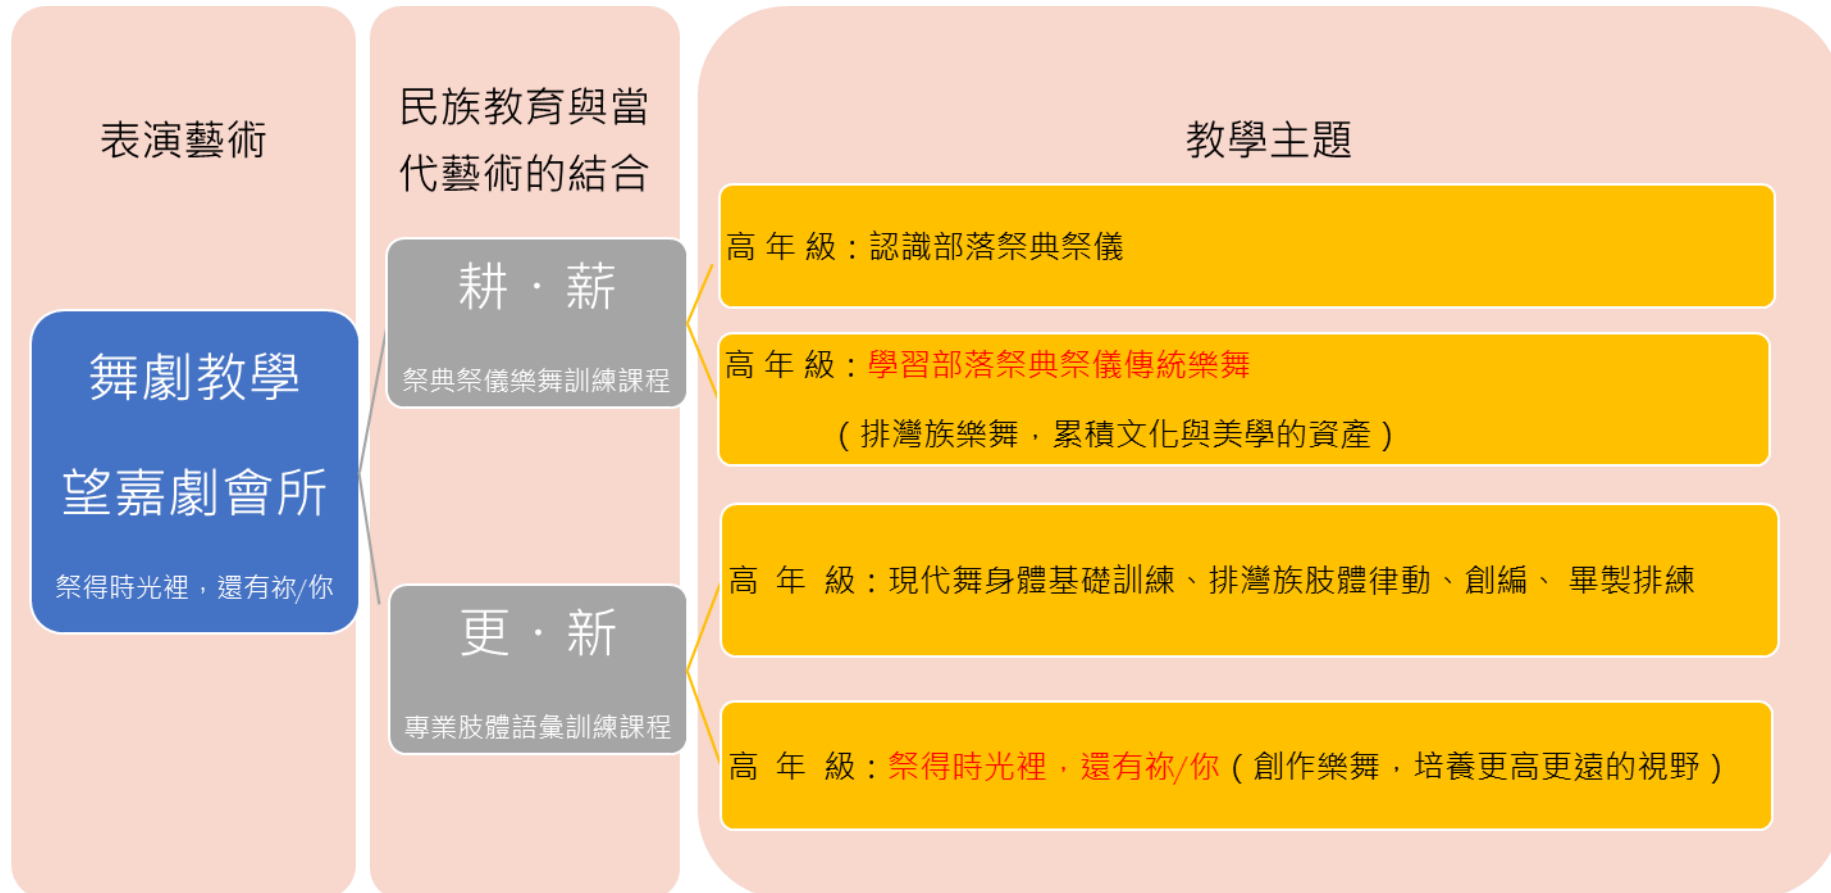 表演藝術
舞劇教學
望嘉劇會所
祭得時光裡，還有祢/你
民族教育與當
代藝術的結合
耕．薪
祭典祭儀樂舞訓練課程
更．新
專業肢體語彙訓練課程
教學主題
高 年 級：認識部落祭典祭儀
高 年 級：學習部落祭典祭儀傳統樂舞
（排灣族樂舞，累積文化與美學的資產）
高 年 級：現代舞身體基礎訓練、排灣族肢體律動、創編、 畢製排練
高 年 級：祭得時光裡，還有祢/你（創作樂舞，培養更高更遠的視野）